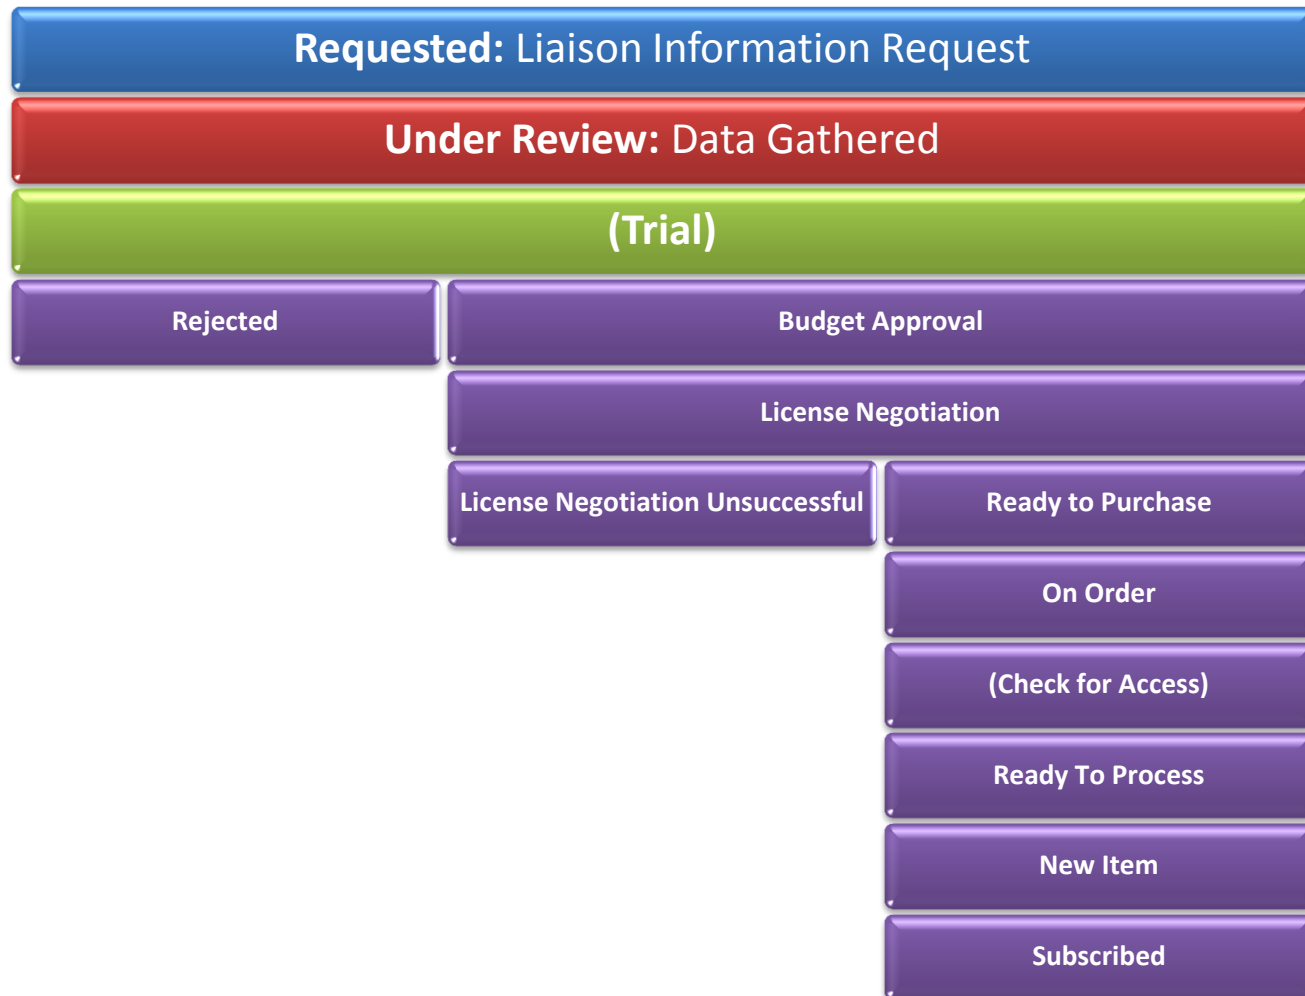 Requested: Liaison Information Request
Under Review: Data Gathered
(Trial)
Rejected
Budget Approval
License Negotiation
License Negotiation Unsuccessful
Ready to Purchase
On Order
(Check for Access)
Ready To Process
New Item
Subscribed